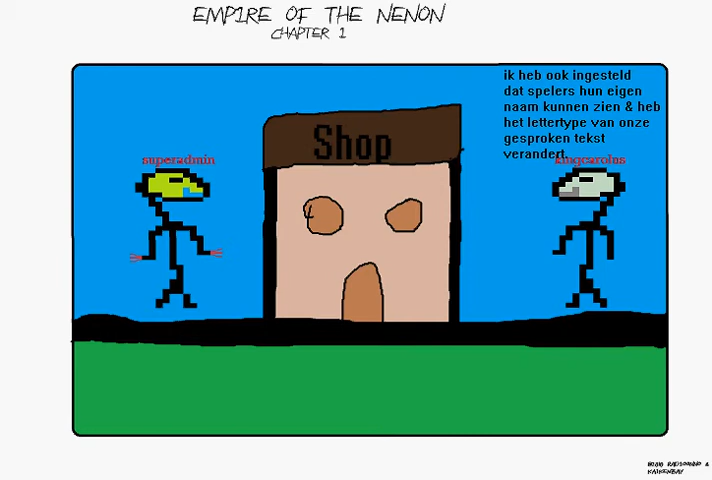 EMPIRE OF THE NENON
CHAPTER 1
ik heb ook ingesteld
dat spelers hun eigen
naam kunnen zien & heb
het lettertype van onze
gesproken tekst
verandert.
Shop
superadmin
kingcarolus